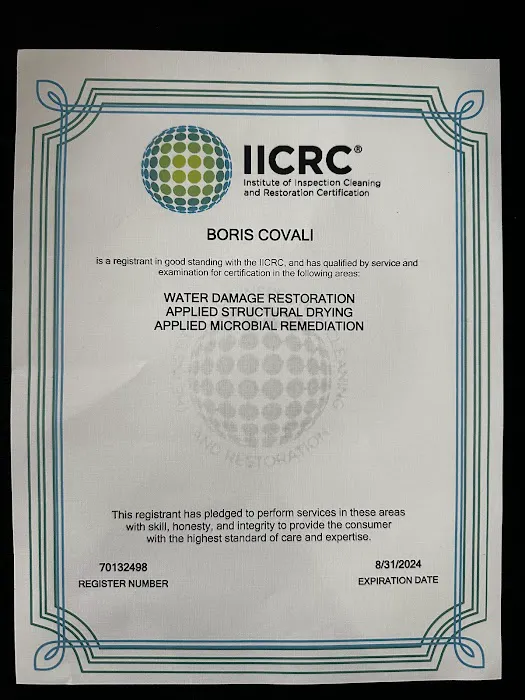 IICRC®
Institute of Inspection Cleaning
and Restoration Certification
BORIS COVALI
is a registrant in good standing with the IICRC, and has qualified by service and
examination for certification in the following areas:
WATER DAMAGE RESTORATION
APPLIED STRUCTURAL DRYING
APPLIED MICROBIAL REMEDIATION
CLEANING
AND RESTORATION
This registrant has pledged to perform services in these areas
with skill, honesty, and integrity to provide the consumer
with the highest standard of care and expertise.
70132498
REGISTER NUMBER
8/31/2024
EXPIRATION DATE